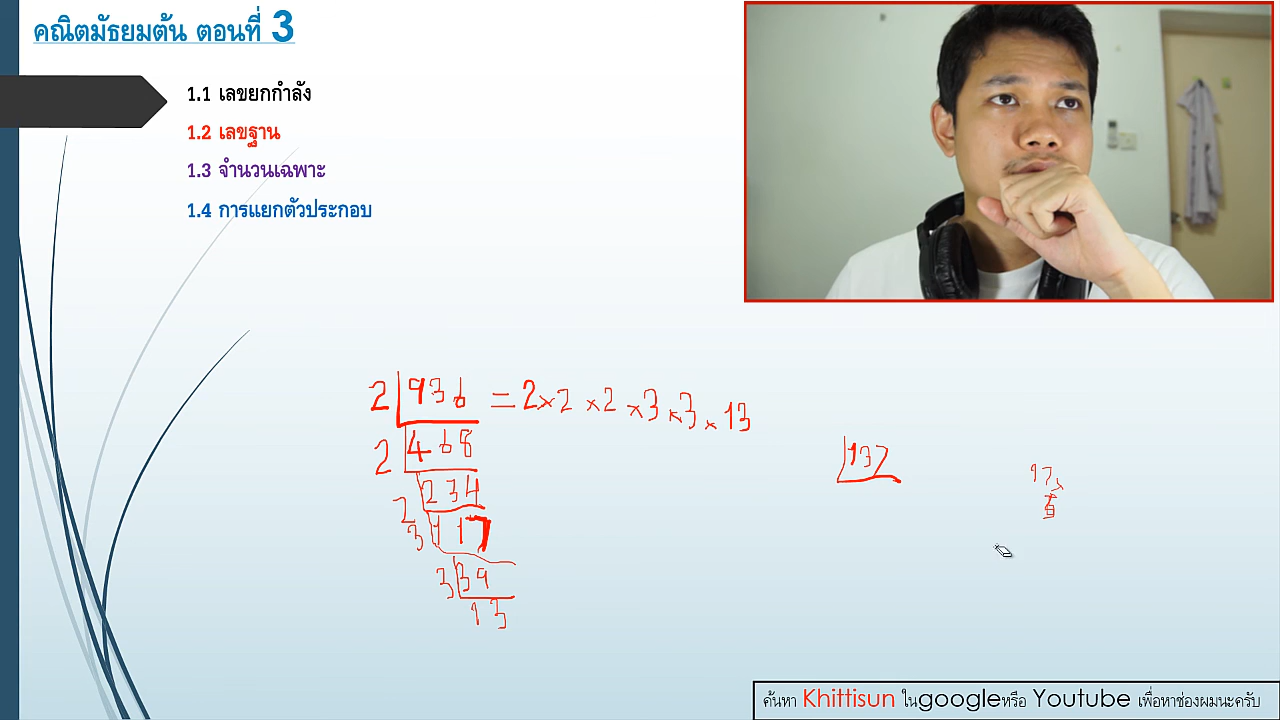 คณิตมัธยมต้น ตอนที่ 3
1.1 เลขยกกำลัง
1.2 เลขฐาน
1.3 จำนวนเฉพาะ
1.4 การแยกตัวประกอบ
2 936 = 2 × 2 × 2 × 3 × 3 × 13
2 468
2 234
3 117
3 39
13
937
17 ×
ค้นหา Khittisun ในgoogleหรือ Youtube เพื่อหาช่องผมนะครับ